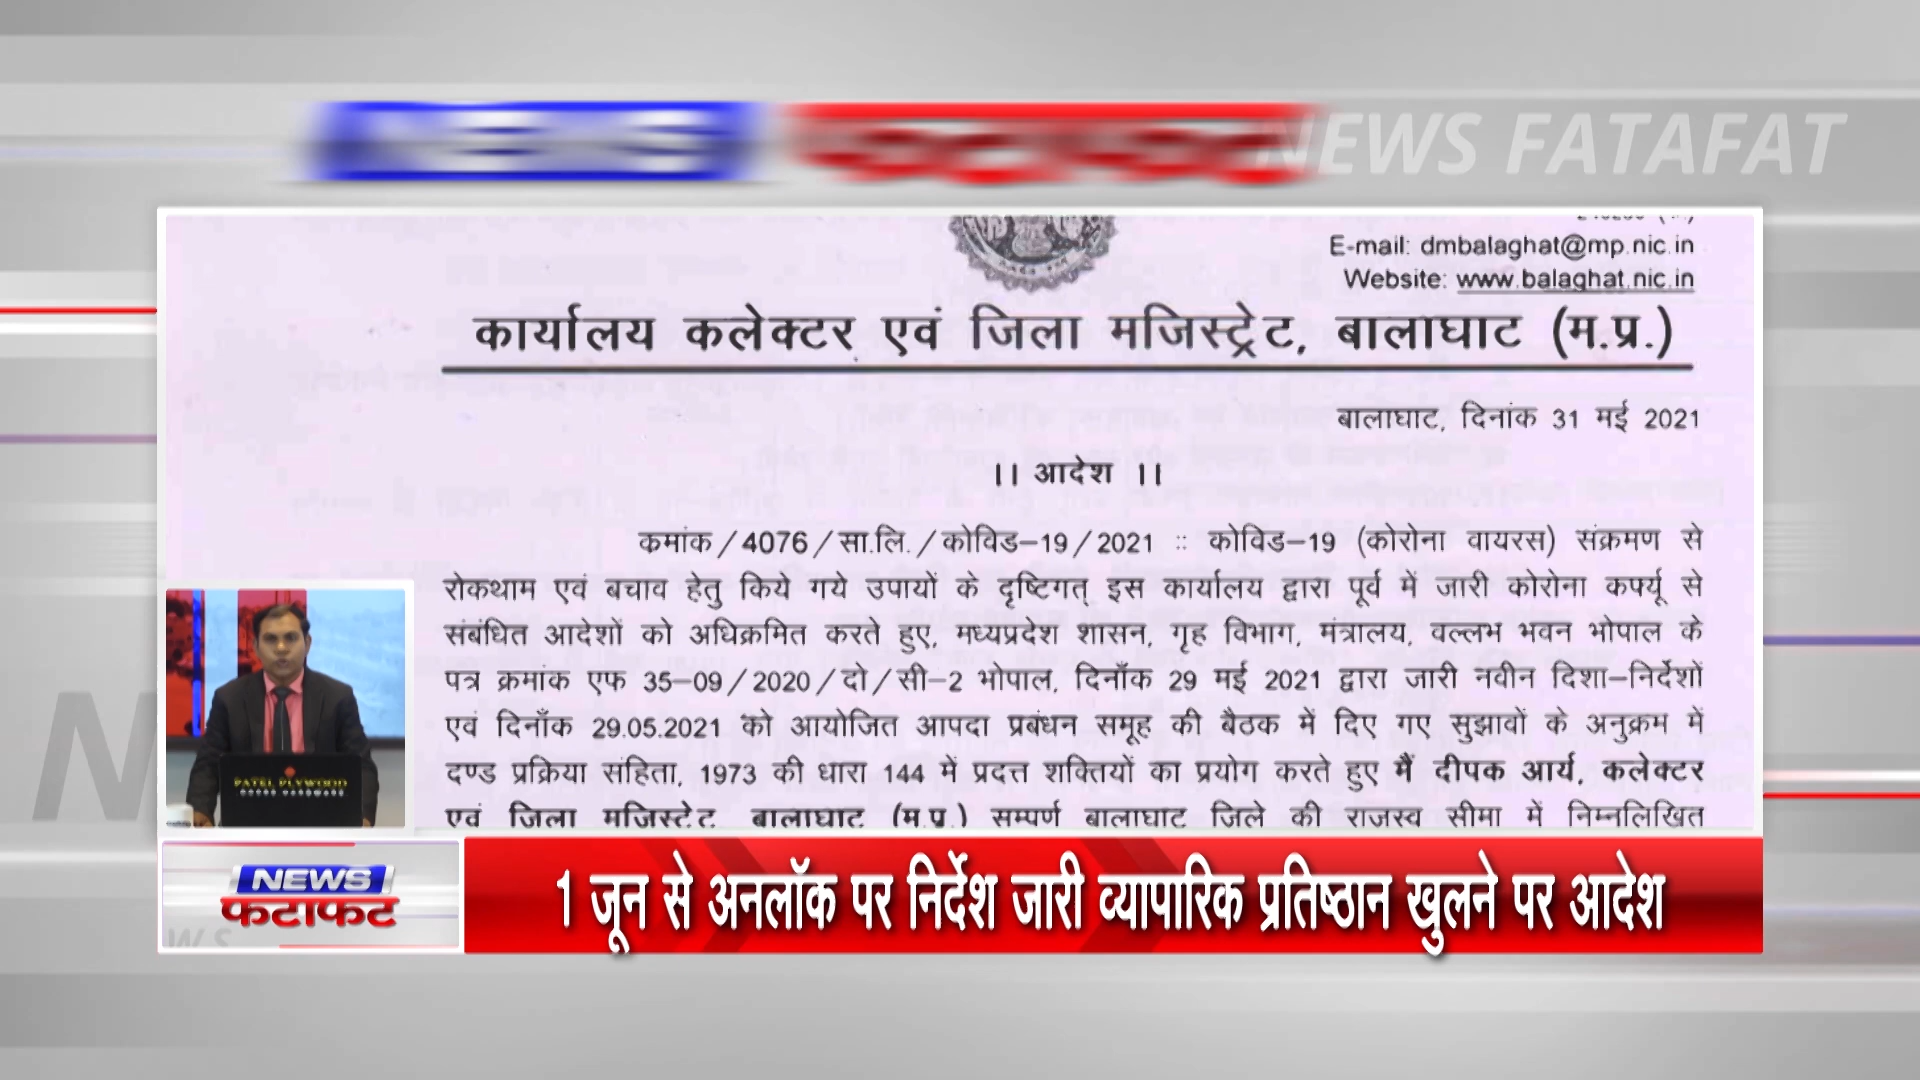 NEWS FATAFAT
E-mail: dmbalaghat@mp.nic.in
Website: www.balaghat.nic.in
कार्यालय कलेक्टर एवं जिला मजिस्ट्रेट, बालाघाट (म.प्र.)
बालाघाट, दिनांक 31 मई 2021
।। आदेश ।।
कमांक/4076/सा.लि./कोविड-19/2021 :: कोविड-19 (कोरोना वायरस) संक्रमण से
रोकथाम एवं बचाव हेतु किये गये उपायों के दृष्टिगत् इस कार्यालय द्वारा पूर्व में जारी कोरोना कर्फ्यू से
संबंधित आदेशों को अधिक्रमित करते हुए, मध्यप्रदेश शासन, गृह विभाग, मंत्रालय, वल्लभ भवन भोपाल के
पत्र क्रमांक एफ 35-09/2020/दो/सी-2 भोपाल, दिनाँक 29 मई 2021 द्वारा जारी नवीन दिशा-निर्देशों
एवं दिनाँक 29.05.2021 को आयोजित आपदा प्रबंधन समूह की बैठक में दिए गए सुझावों के अनुक्रम में
दण्ड प्रक्रिया संहिता, 1973 की धारा 144 में प्रदत्त शक्तियों का प्रयोग करते हुए मैं दीपक आर्य, कलेक्टर
एवं जिला मजिस्ट्रेट, बालाघाट (म.प्र.) सम्पूर्ण बालाघाट जिले की राजस्व सीमा में निम्नलिखित
PATEL PLYWOOD
NEWS
फटाफट
1 जून से अनलॉक पर निर्देश जारी व्यापारिक प्रतिष्ठान खुलने पर आदेश